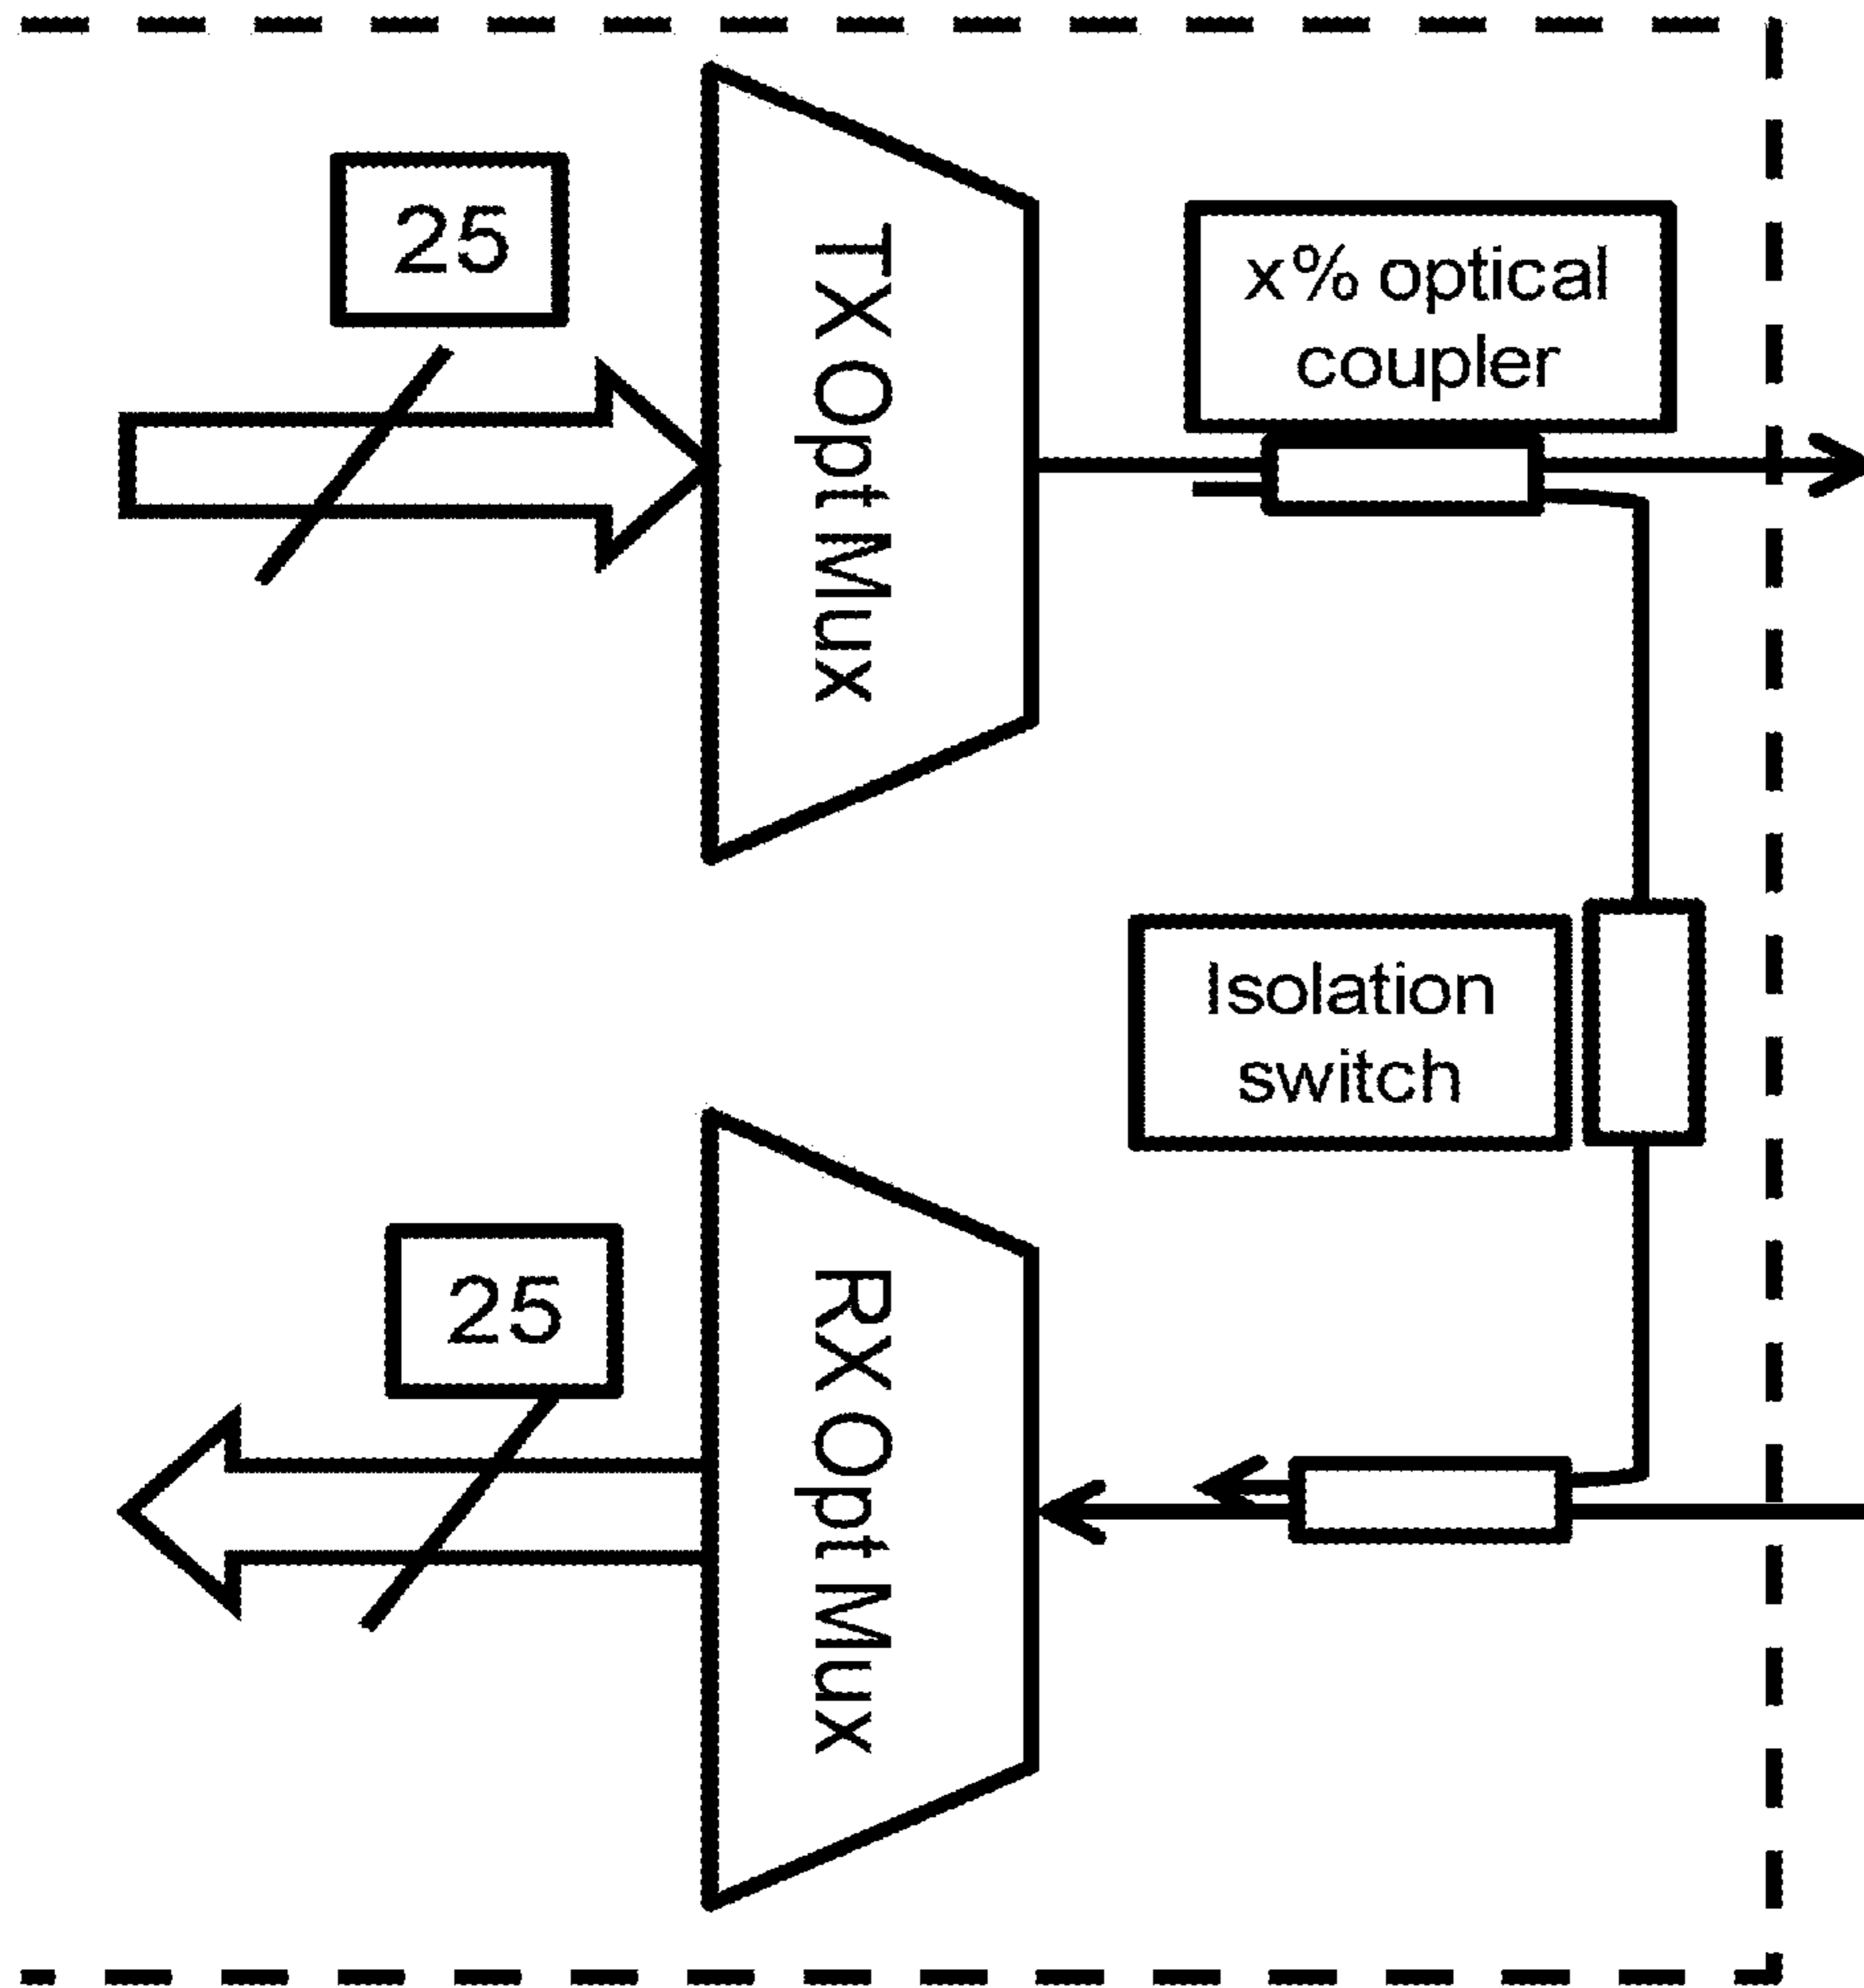 25
TX Opt Mux
x% optical
coupler
Isolation
switch
25
RX Opt Mux